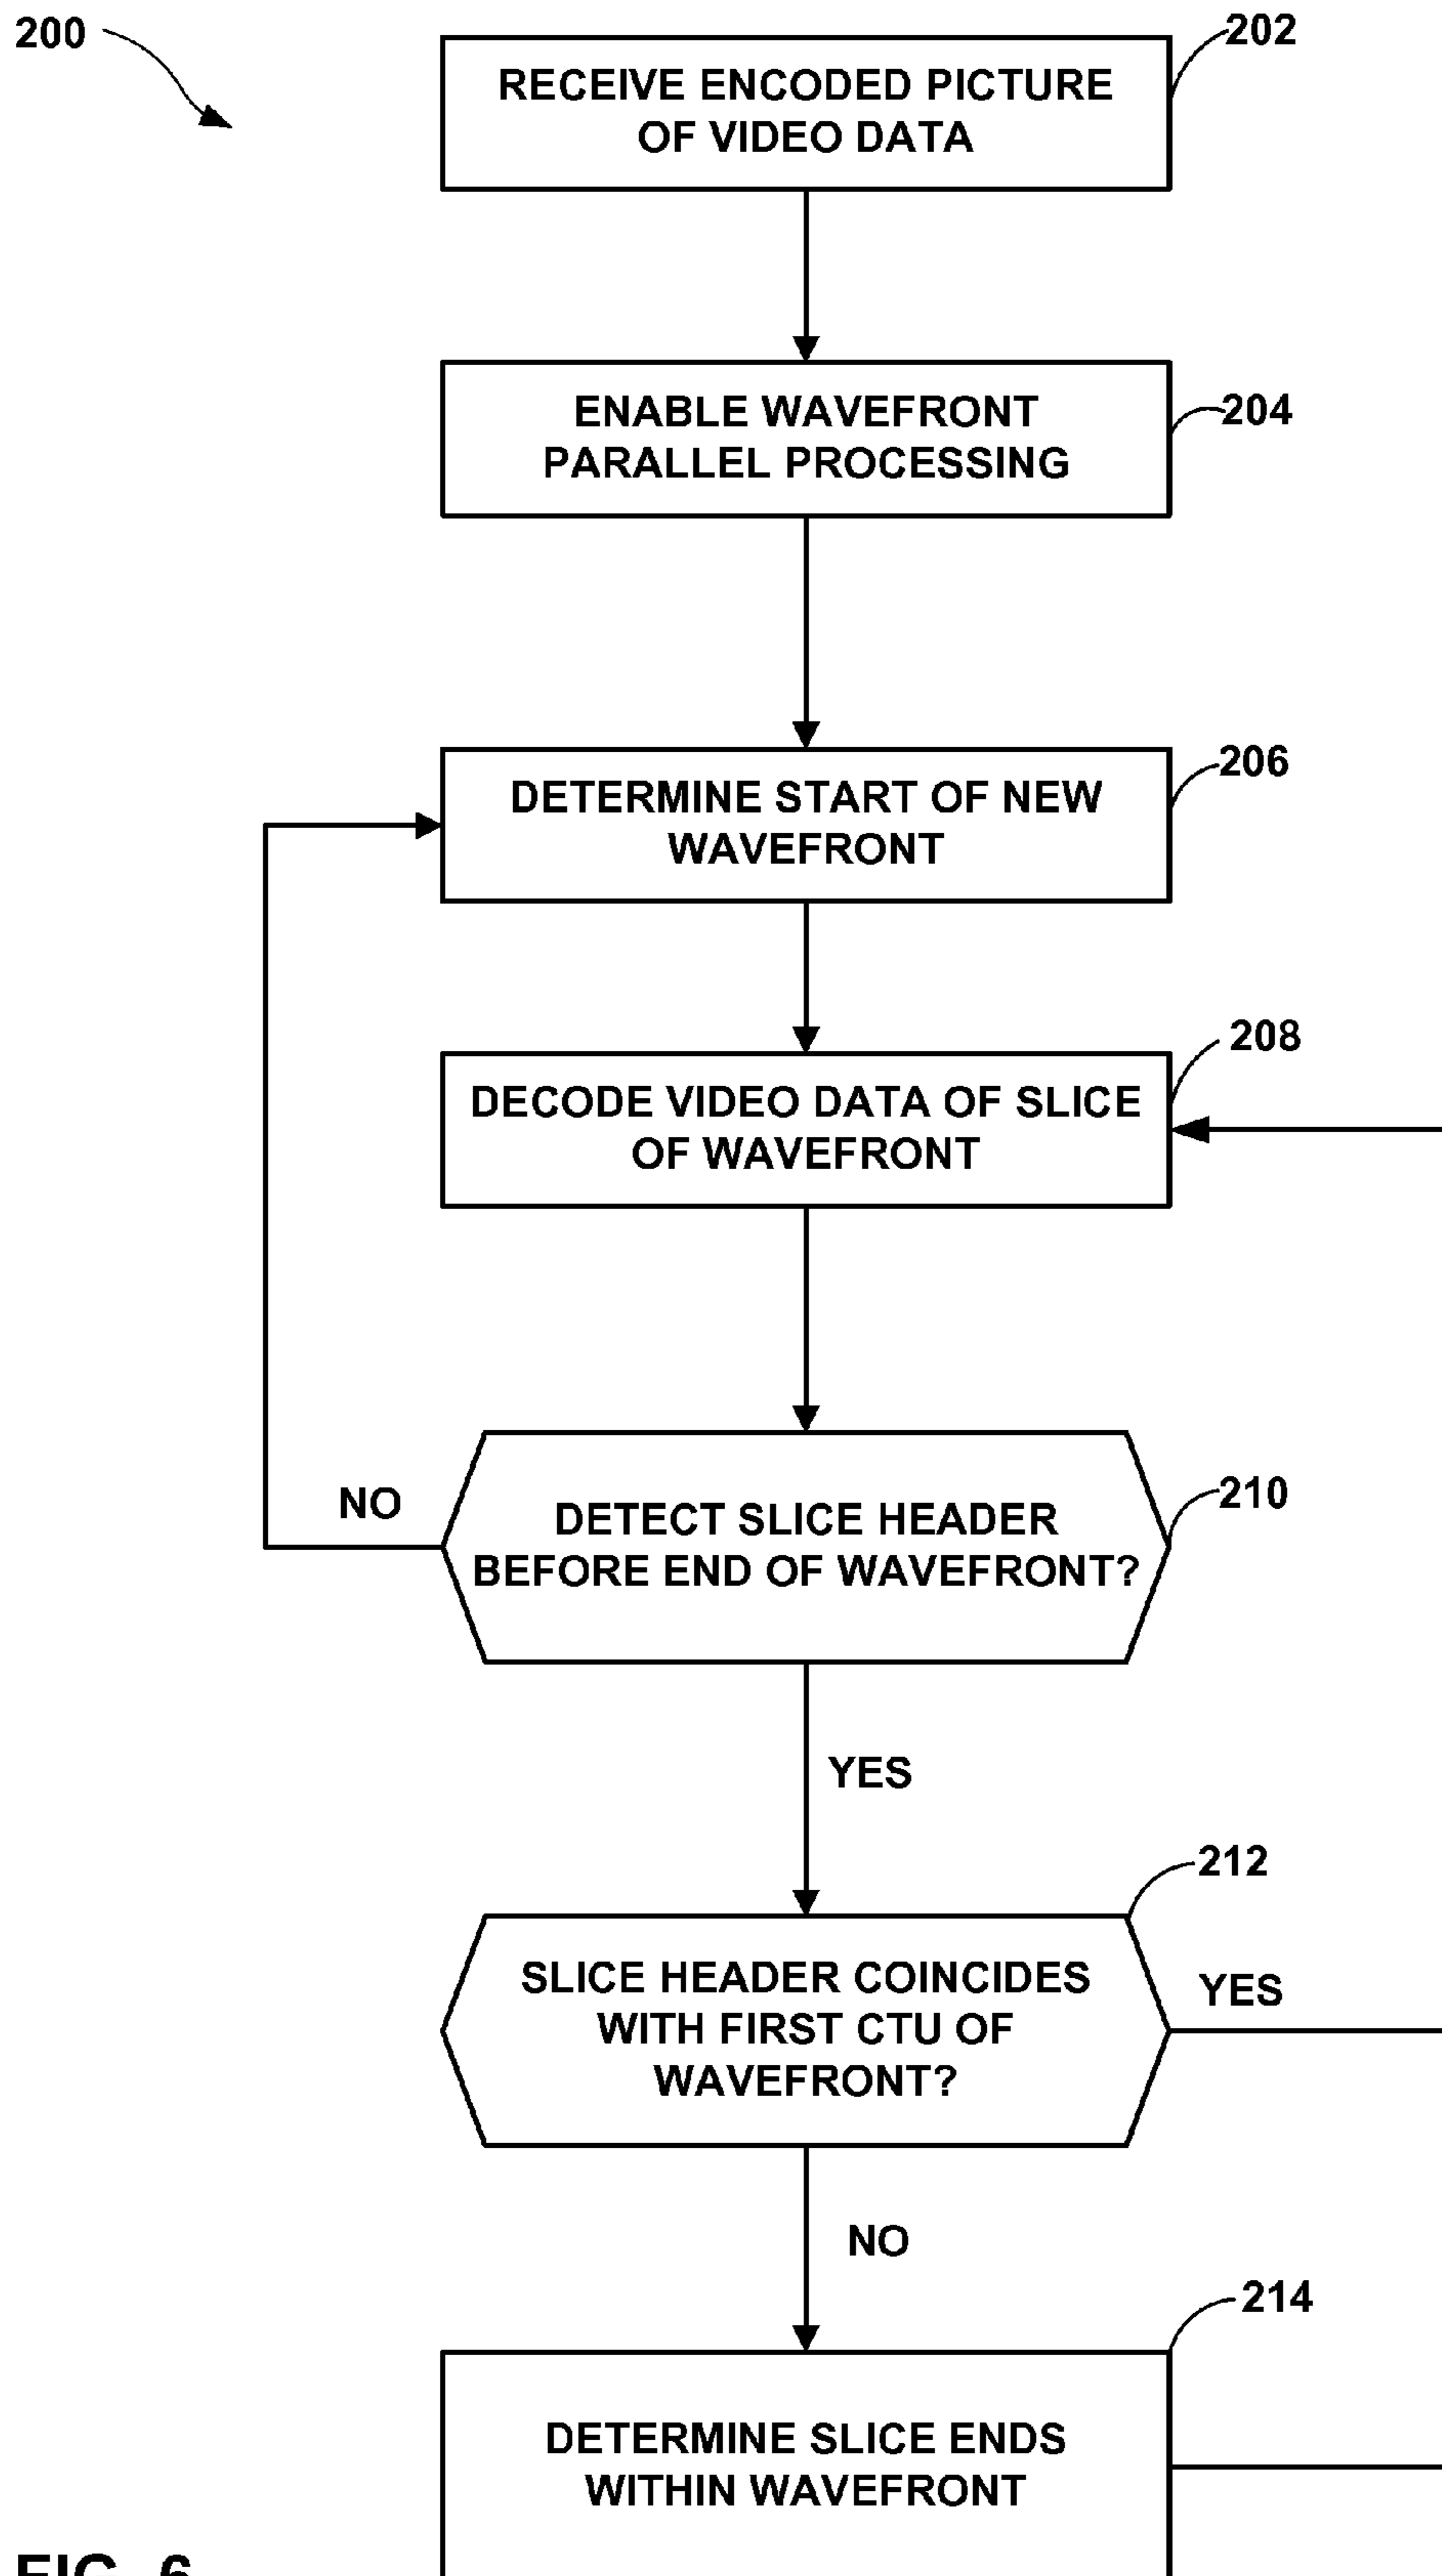 200
202
RECEIVE ENCODED PICTURE
OF VIDEO DATA
204
ENABLE WAVEFRONT
PARALLEL PROCESSING
206
DETERMINE START OF NEW
WAVEFRONT
208
DECODE VIDEO DATA OF SLICE
OF WAVEFRONT
210
NO
DETECT SLICE HEADER
BEFORE END OF WAVEFRONT?
YES
212
SLICE HEADER COINCIDES
WITH FIRST CTU OF
WAVEFRONT?
YES
NO
214
DETERMINE SLICE ENDS
WITHIN WAVEFRONT
FIG. 6